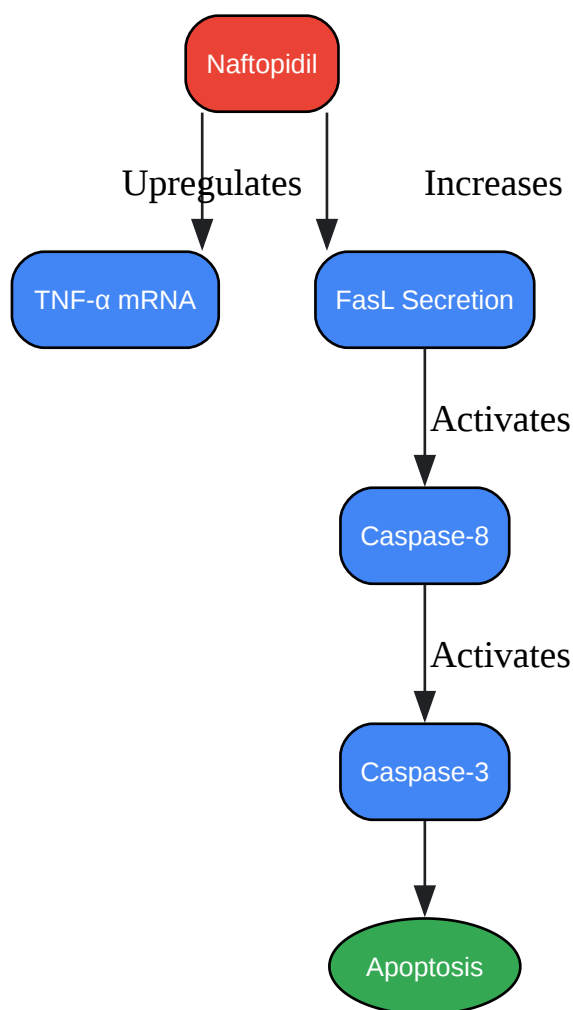 Naftopidil
Upregulates
Increases
TNF-α mRNA
FasL Secretion
Activates
Caspase-8
Activates
Caspase-3
Apoptosis